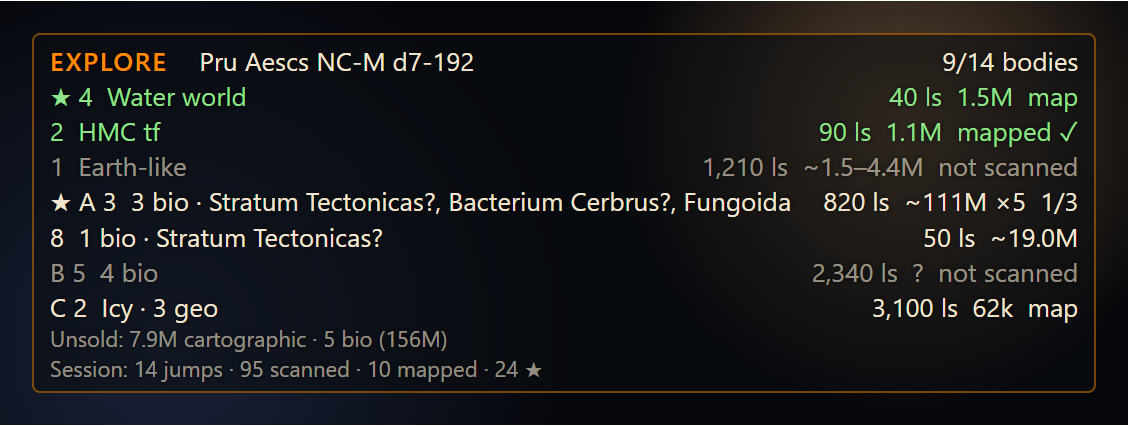 EXPLORE Pru Aescs NC-M d7-192 9/14 bodies
★ 4 Water world 40 ls 1.5M map
2 HMC tf 90 ls 1.1M mapped ✓
1 Earth-like 1,210 ls ~1.5–4.4M not scanned
★ A 3 3 bio · Stratum Tectonicas?, Bacterium Cerbrus?, Fungoida 820 ls ~111M ×5 1/3
8 1 bio · Stratum Tectonicas? 50 ls ~19.0M
B 5 4 bio 2,340 ls ? not scanned
C 2 Icy · 3 geo 3,100 ls 62k map
Unsold: 7.9M cartographic · 5 bio (156M)
Session: 14 jumps · 95 scanned · 10 mapped · 24 ★